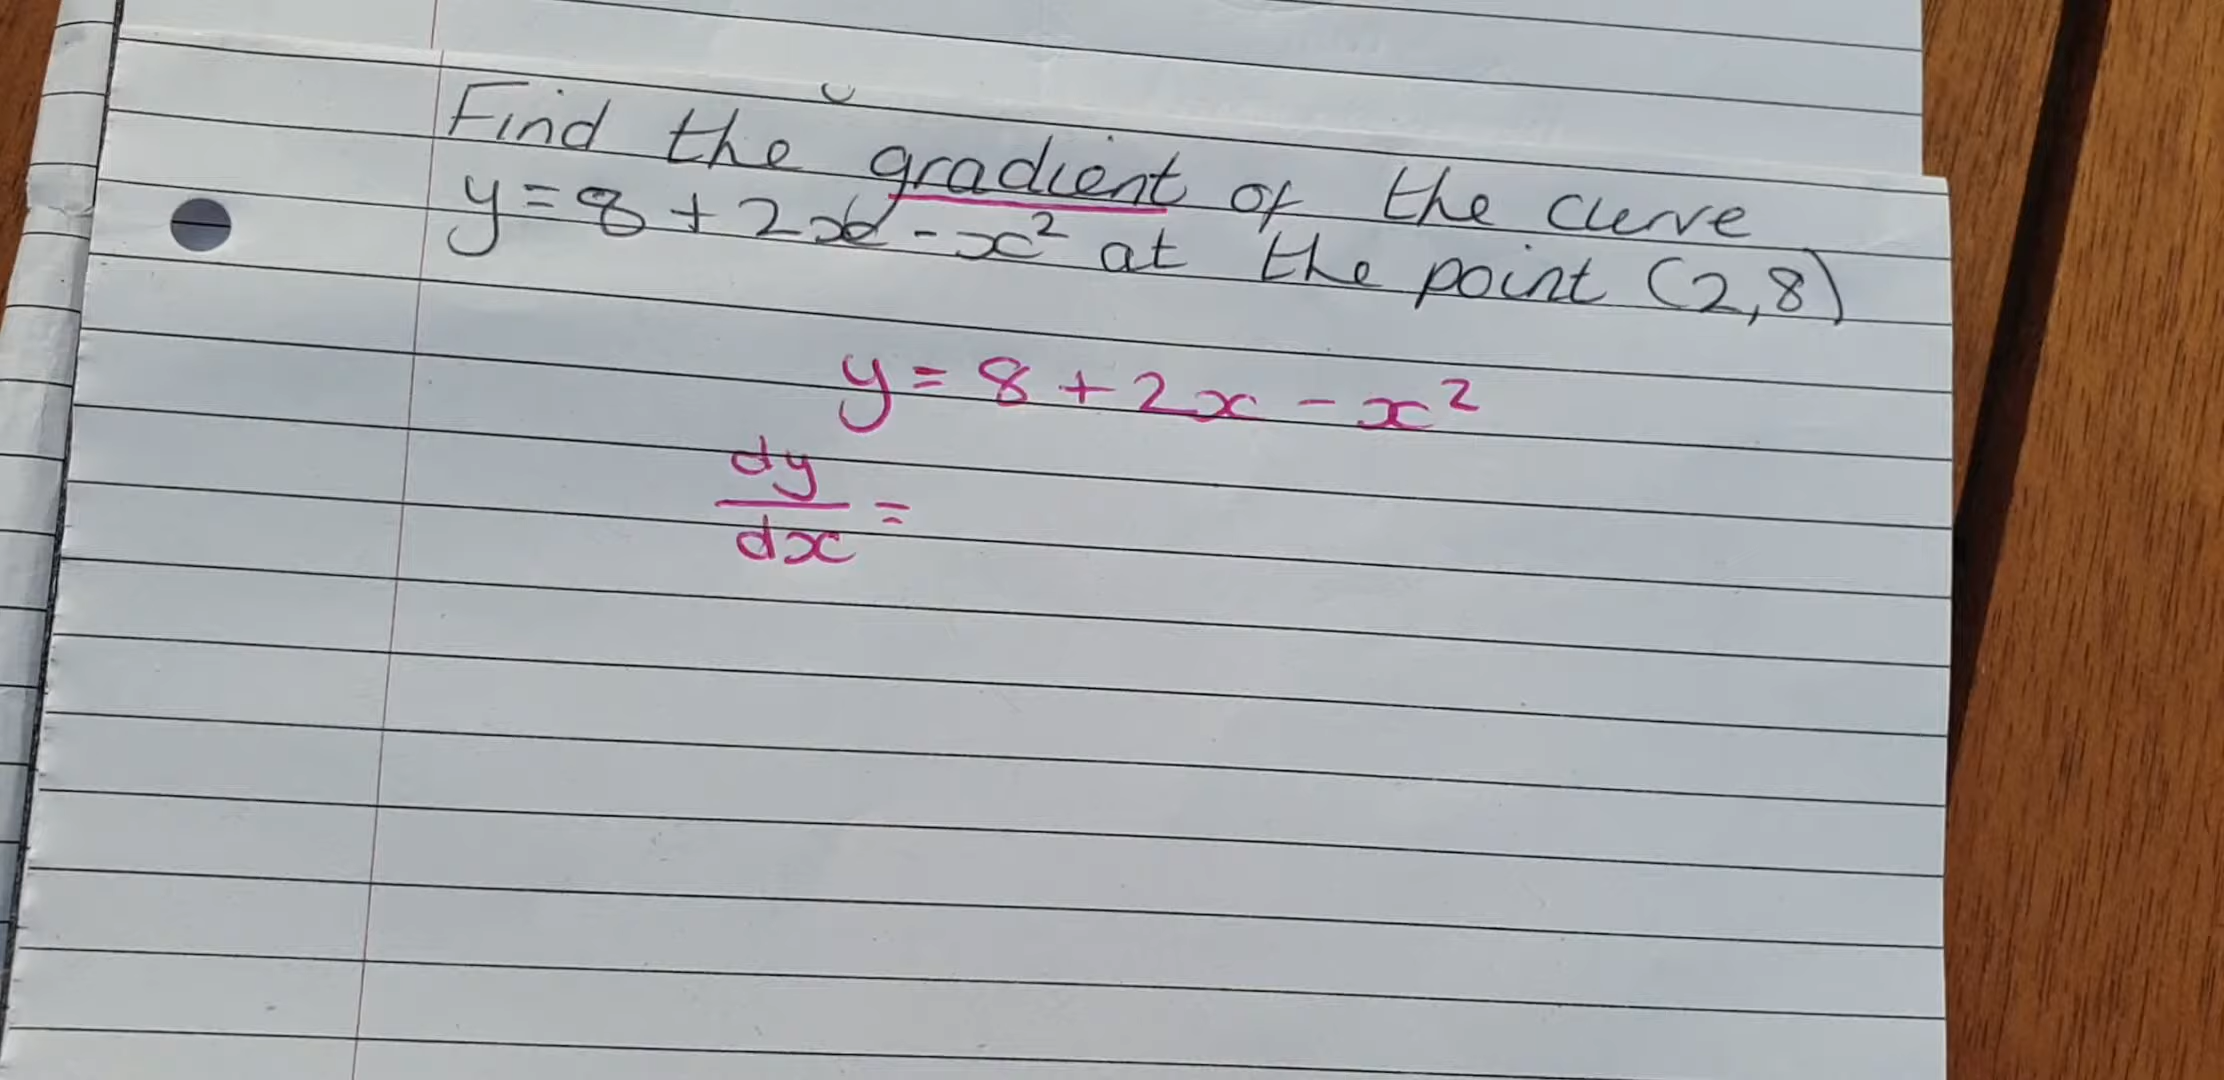 Find the gradient of the curve
y = 8 + 2x - x² at the point (2,8)
y = 8 + 2x - x²
dy
dx =